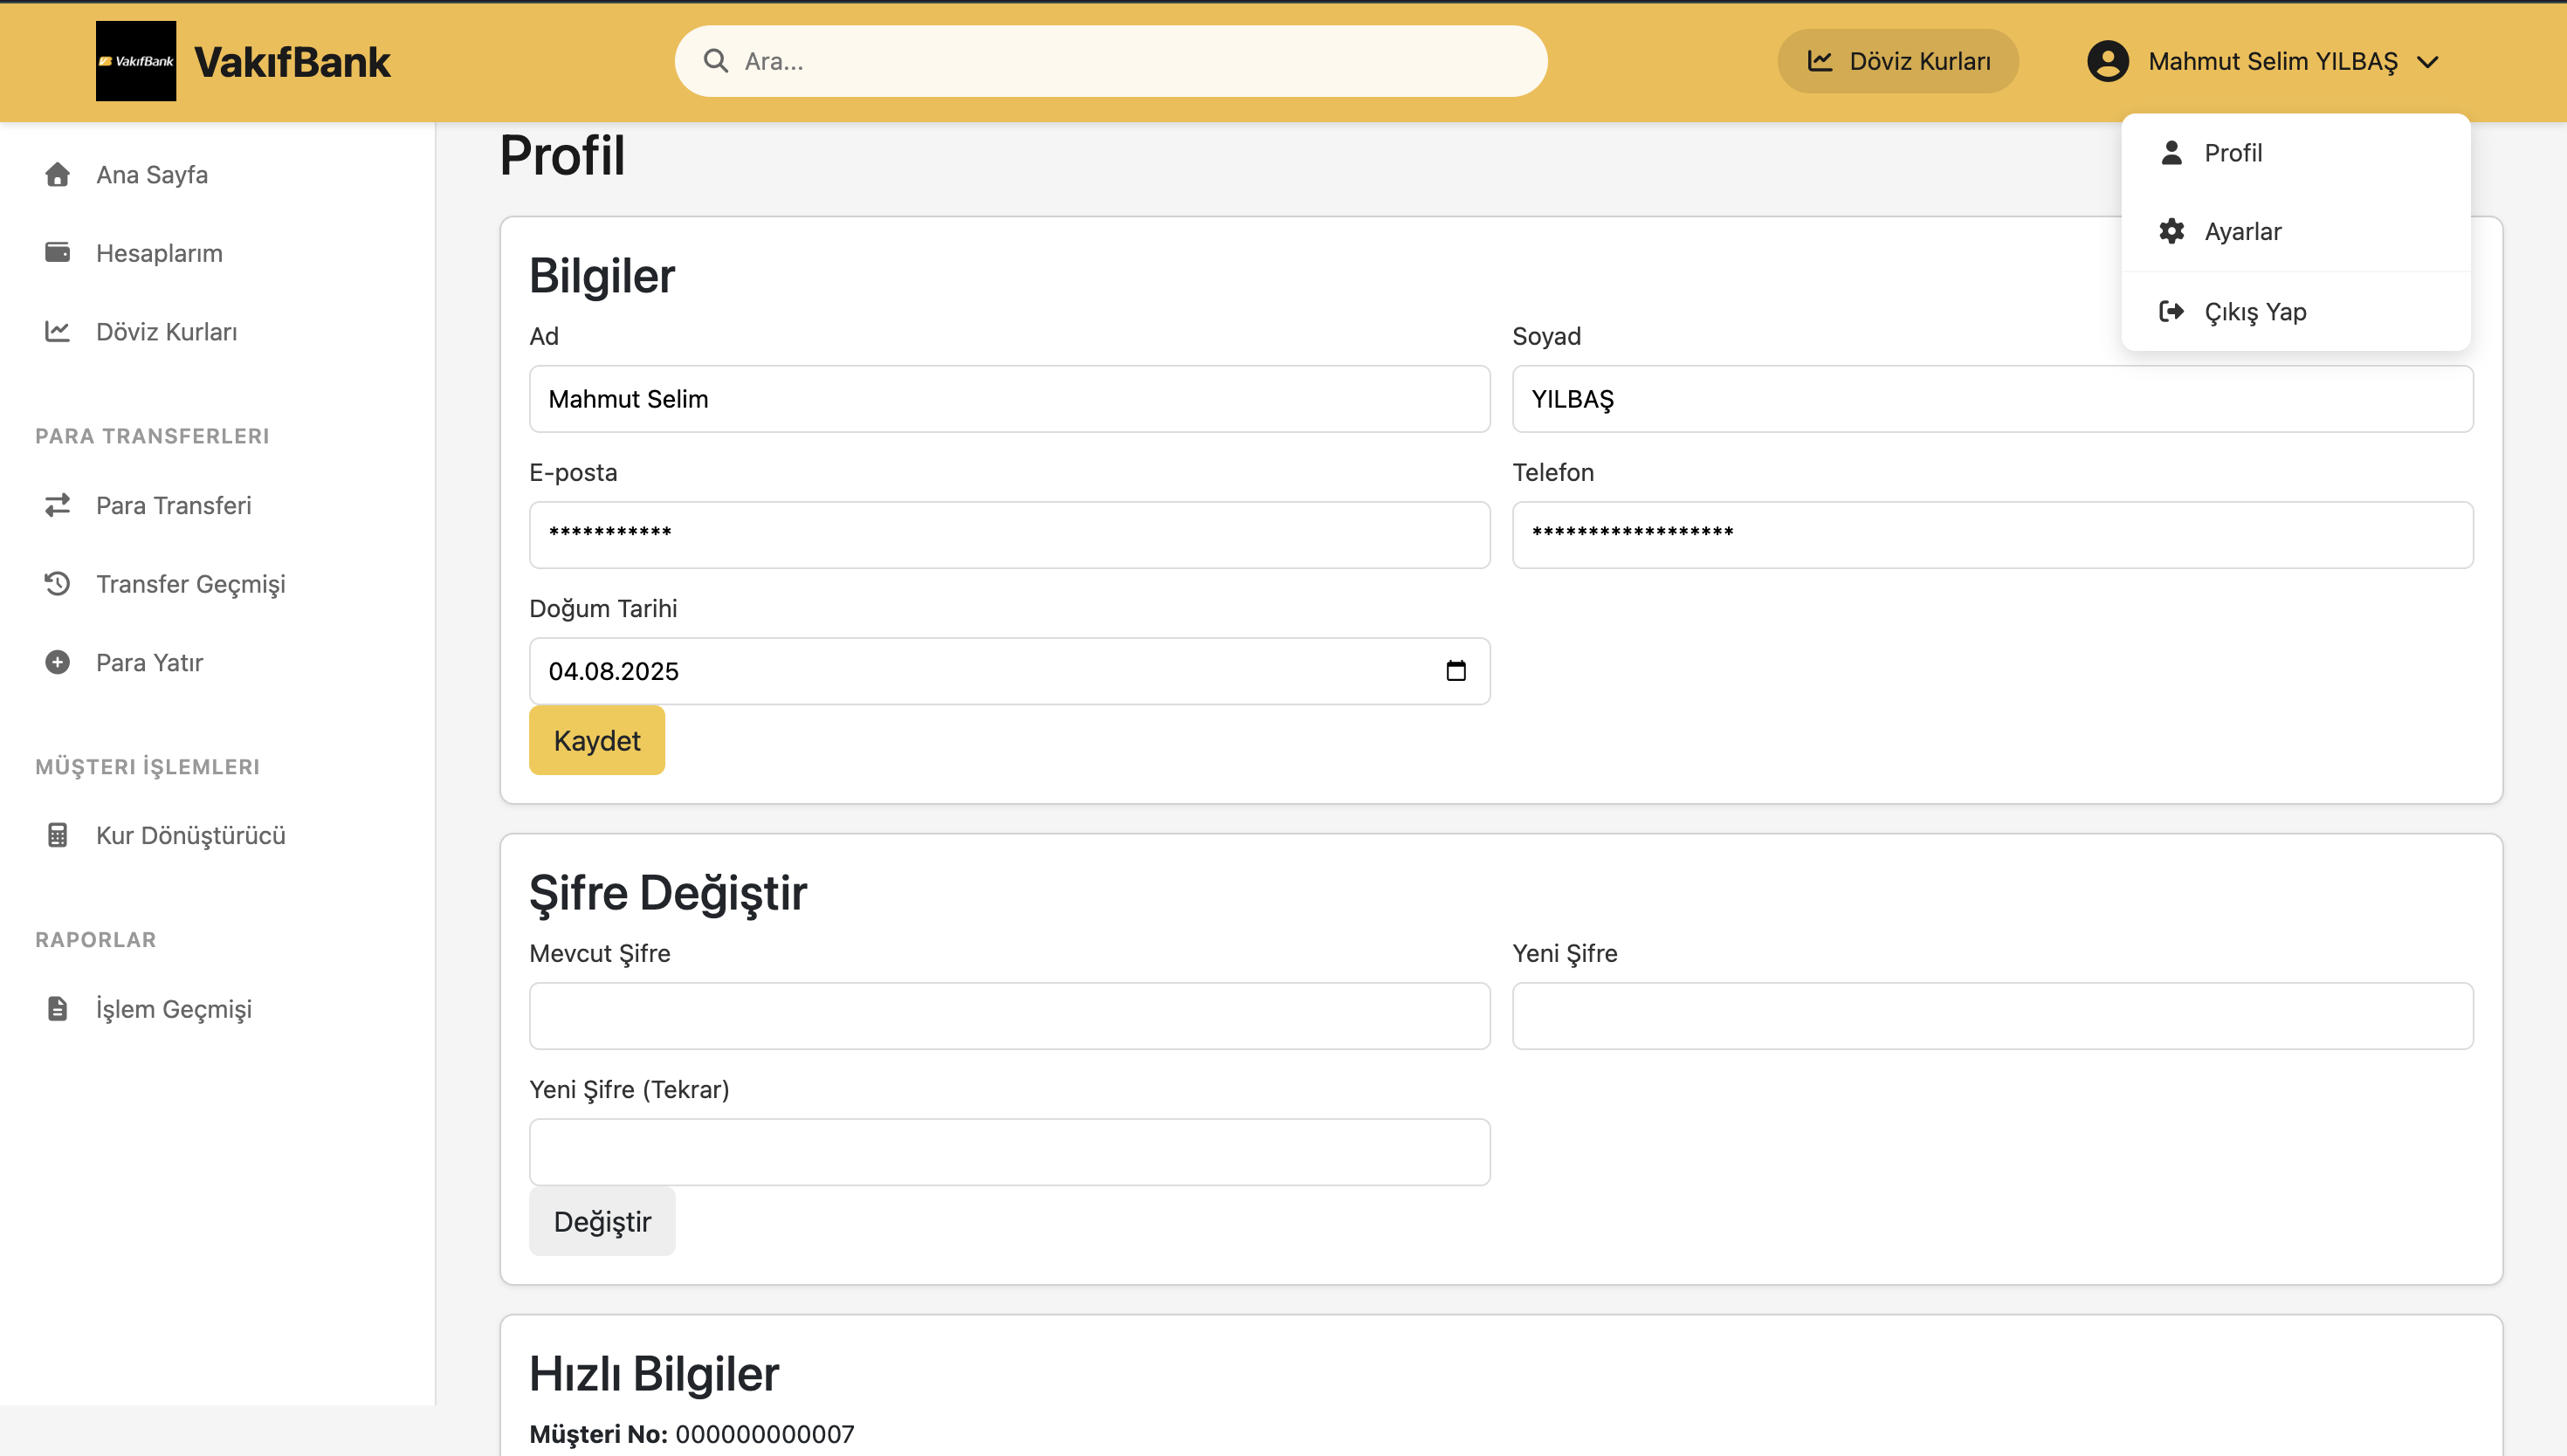 VakıfBank
VakıfBank
Ara...
Döviz Kurları
Mahmut Selim YILBAŞ
Profil
Ayarlar
Çıkış Yap
Ana Sayfa
Hesaplarım
Döviz Kurları
PARA TRANSFERLERI
Para Transferi
Transfer Geçmişi
Para Yatır
MÜŞTERI İŞLEMLERI
Kur Dönüştürücü
RAPORLAR
İşlem Geçmişi
Profil
Bilgiler
Ad
Soyad
Mahmut Selim
YILBAŞ
E-posta
Telefon
***********
******************
Doğum Tarihi
04.08.2025
Kaydet
Şifre Değiştir
Mevcut Şifre
Yeni Şifre
Yeni Şifre (Tekrar)
Değiştir
Hızlı Bilgiler
Müşteri No: 000000000007